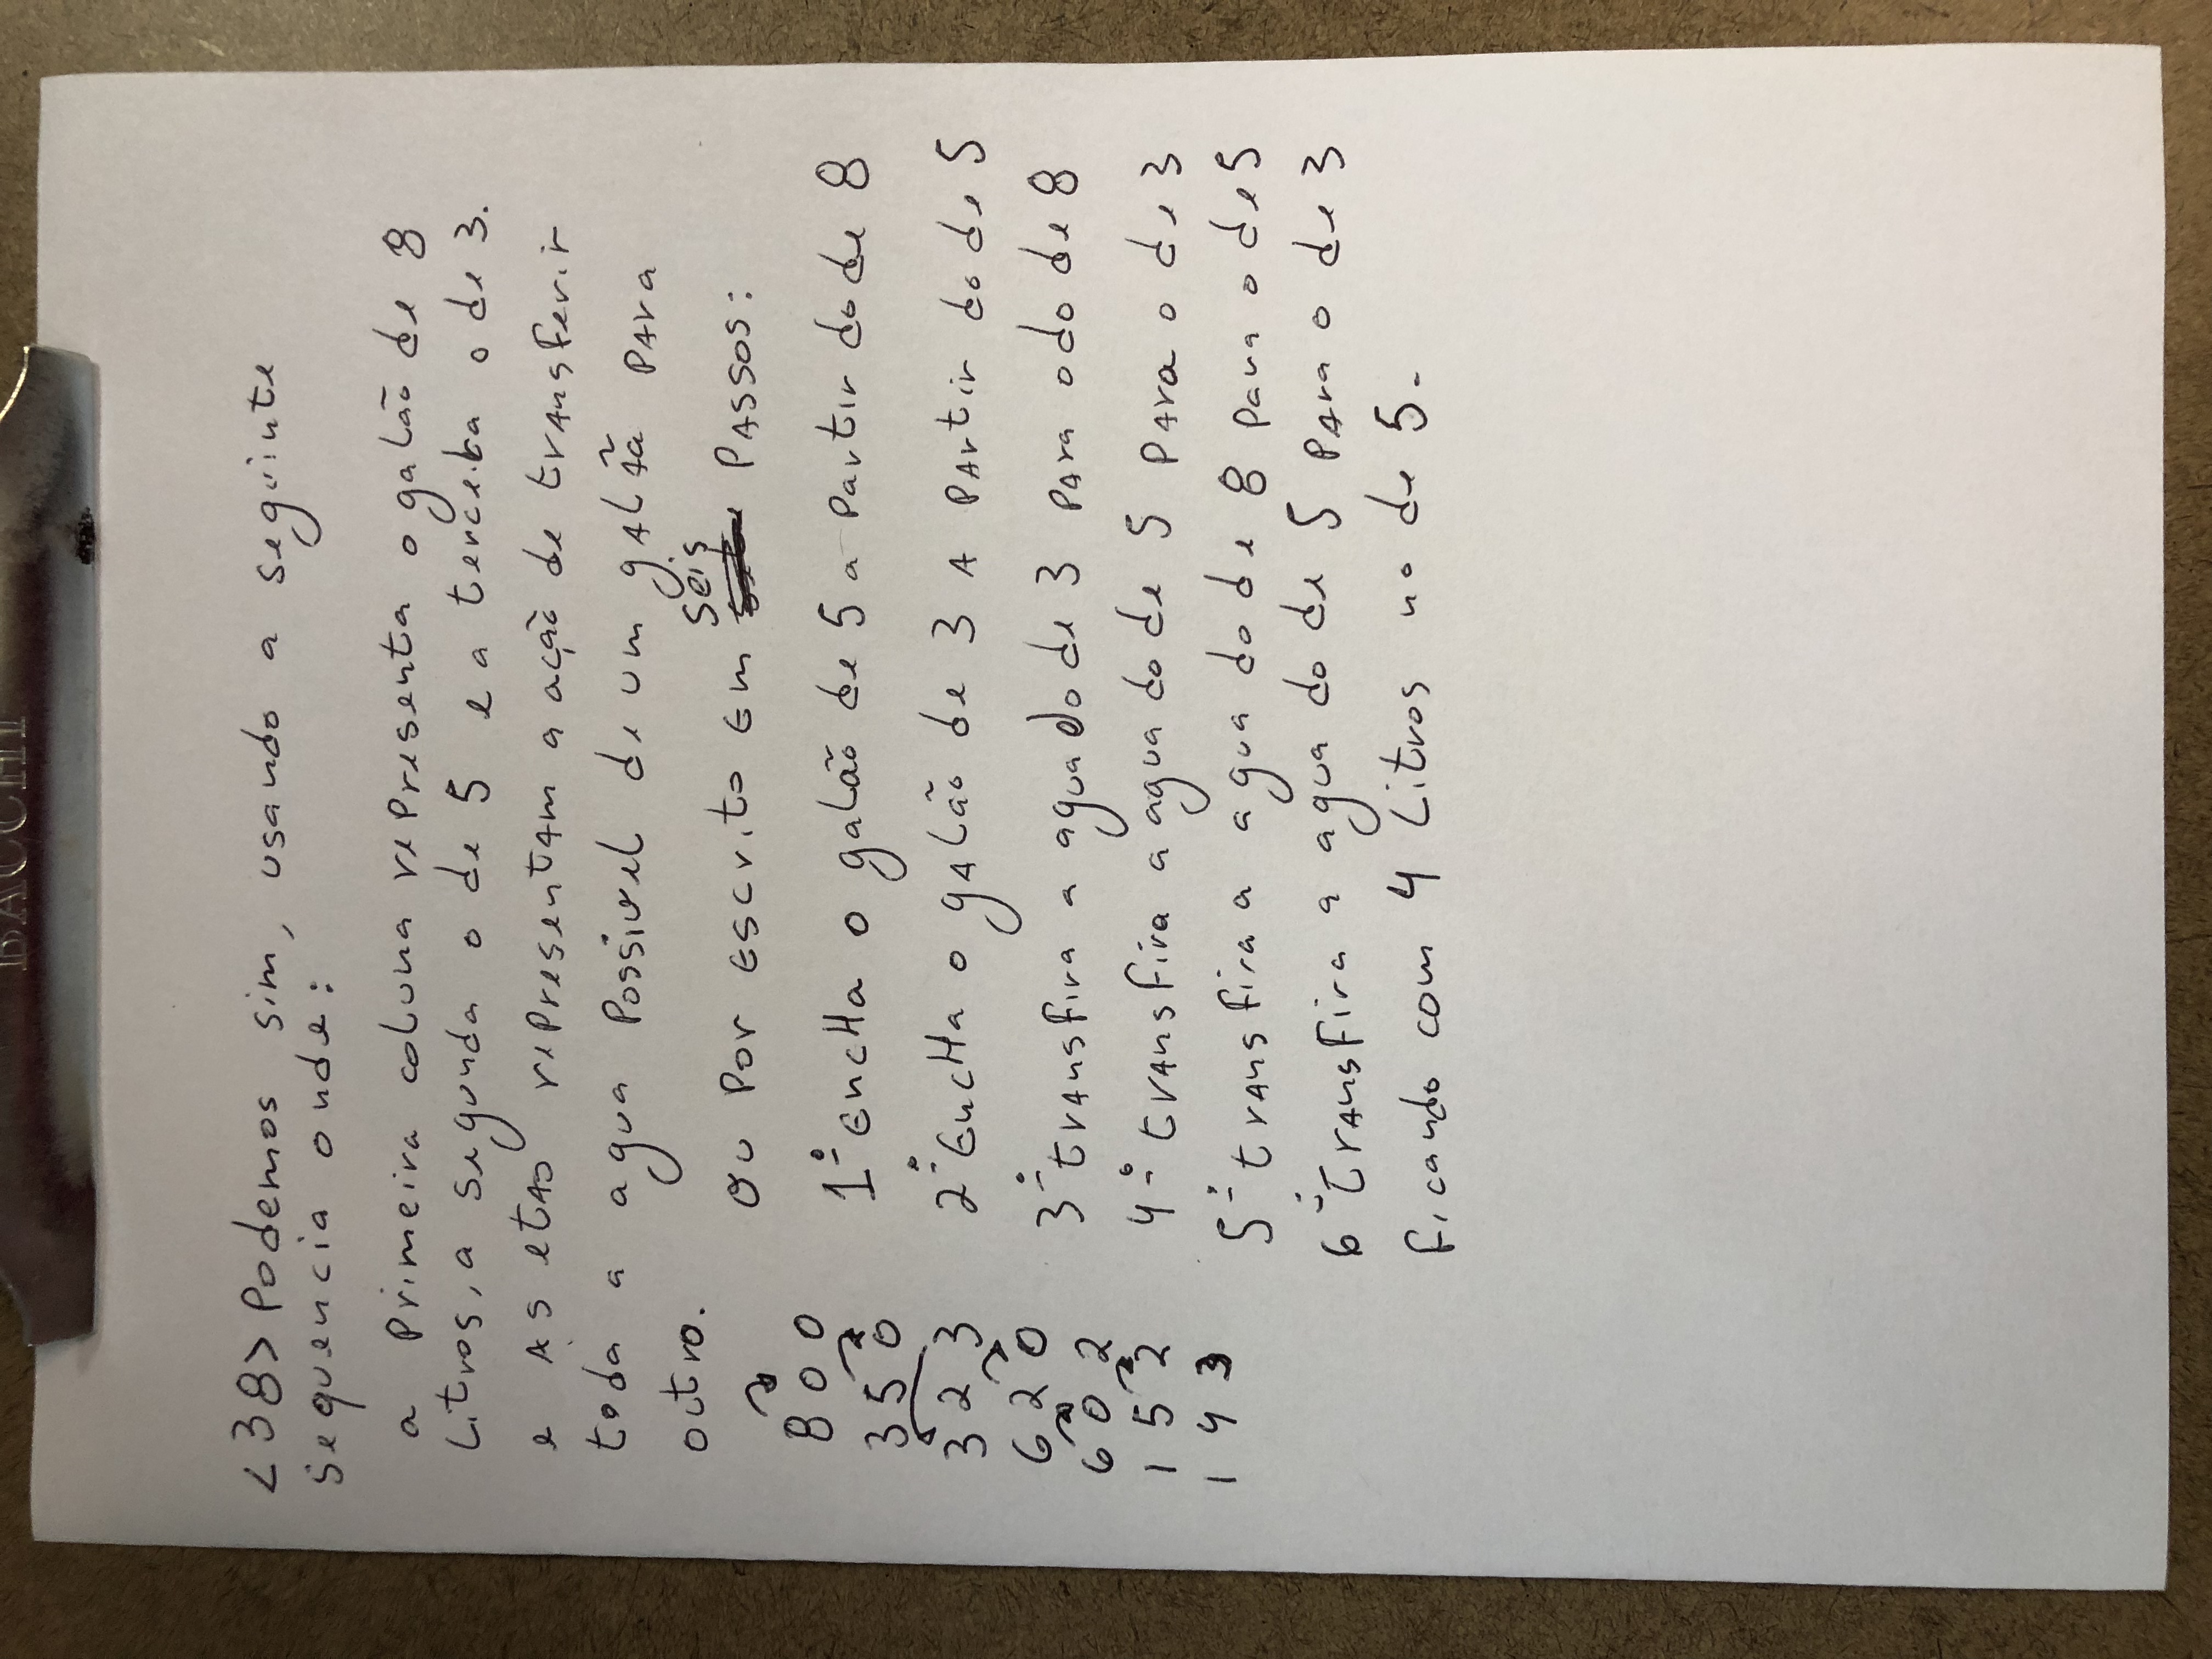 BACCHI
<38> Podemos sim, usando a seguinte
sequencia onde:
a primeira coluna representa o galão de 8
Litros, a segunda o de 5 e a terceira o de 3.
e as etas representam a ação de transferir
toda a agua possivel de um galão para
outro.
ou por escrito em seis passos:
8 0 0
1º encha o galão de 5 a partir do de 8
3 5 0
3 2 3
2º Encha o galão de 3 a partir do de 5
6 2 0
3º transfira a agua do de 3 para o do de 8
6 0 2
1 5 2
4º transfira a agua do de 5 para o de 3
1 4 3
5º transfira a agua do de 8 para o de 5
6º transfira a agua do de 5 para o de 3
ficando com 4 Litros no de 5.